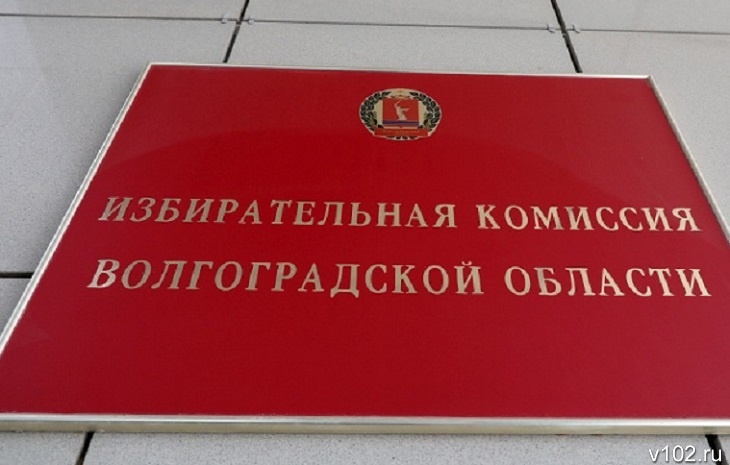 ИЗБИРАТЕЛЬНАЯ КОМИССИЯ
ВОЛГОГРАДСКОЙ ОБЛАСТИ
v102.ru